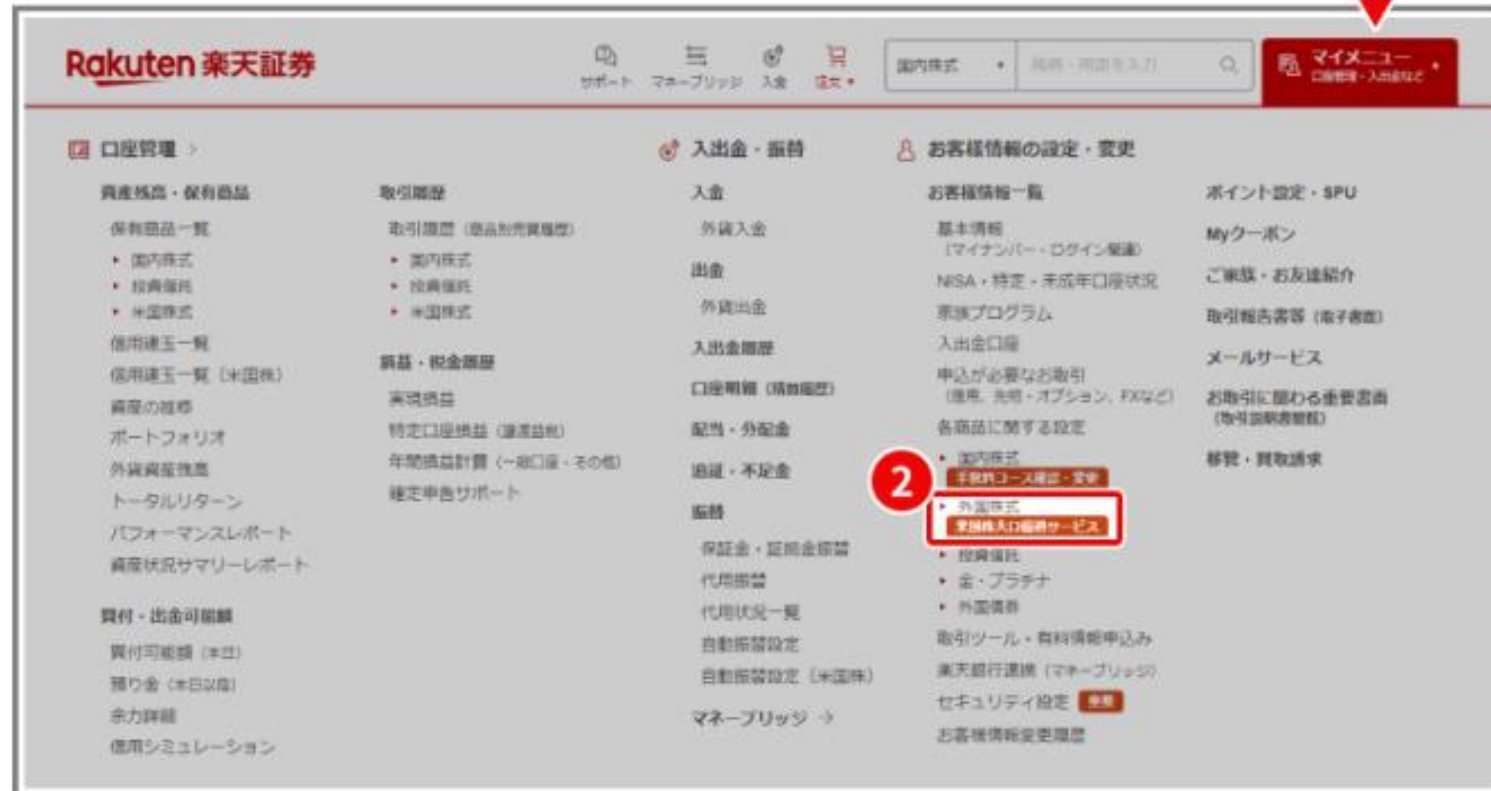 Rakuten 楽天証券
サポート
マネーブリッジ
入金
注文
国内株式
銘柄・用語を入力
マイメニュー
口座管理・入出金など
口座管理
資産残高・保有商品
保有商品一覧
国内株式
投資信託
米国株式
信用建玉一覧
信用建玉一覧（米国株）
資産の推移
ポートフォリオ
外貨資産残高
トータルリターン
パフォーマンスレポート
資産状況サマリーレポート
買付・出金可能額
買付可能額（本日）
預り金（本日以降）
余力詳細
信用シミュレーション
取引履歴
取引履歴（商品別売買履歴）
国内株式
投資信託
米国株式
損益・税金履歴
実現損益
特定口座損益（譲渡益税）
年間損益計算（一般口座・その他）
確定申告サポート
入出金・振替
入金
外貨入金
出金
外貨出金
入出金履歴
口座明細（精算履歴）
配当・分配金
追証・不足金
振替
保証金・証拠金振替
代用振替
代用状況一覧
自動振替設定
自動振替設定（米国株）
マネーブリッジ →
お客様情報の設定・変更
お客様情報一覧
基本情報
（マイナンバー・ログイン関連）
NISA・特定・未成年口座状況
家族プログラム
入出金口座
申込が必要なお取引
（信用、先物・オプション、FXなど）
各商品に関する設定
国内株式
手数料コース確認・変更
2
外国株式
米国株大口優遇サービス
投資信託
金・プラチナ
外国債券
取引ツール・有料情報申込み
楽天銀行連携（マネーブリッジ）
セキュリティ設定 重要
お客様情報変更履歴
ポイント設定・SPU
Myクーポン
ご家族・お友達紹介
取引報告書等（電子書面）
メールサービス
お取引に関わる重要書面
（取引説明書閲覧）
移管・買取請求